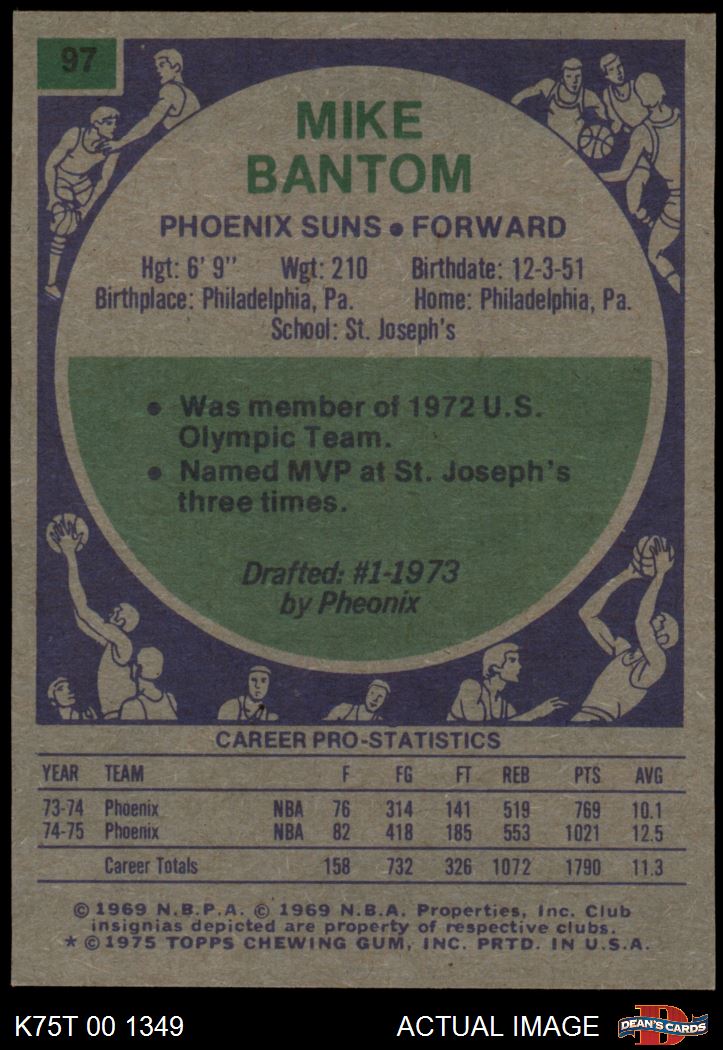 97
MIKE
BANTOM
PHOENIX SUNS • FORWARD
Hgt: 6' 9" Wgt: 210 Birthdate: 12-3-51
Birthplace: Philadelphia, Pa. Home: Philadelphia, Pa.
School: St. Joseph's
• Was member of 1972 U.S.
Olympic Team.
• Named MVP at St. Joseph's
three times.
Drafted: #1-1973
by Pheonix
CAREER PRO-STATISTICS
YEAR TEAM F FG FT REB PTS AVG
73-74 Phoenix NBA 76 314 141 519 769 10.1
74-75 Phoenix NBA 82 418 185 553 1021 12.5
Career Totals 158 732 326 1072 1790 11.3
© 1969 N.B.P.A. © 1969 N.B.A. Properties, Inc. Club
insignias depicted are property of respective clubs.
* © 1975 TOPPS CHEWING GUM, INC. PRTD. IN U.S.A.
K75T 00 1349 ACTUAL IMAGE D DEAN'S CARDS